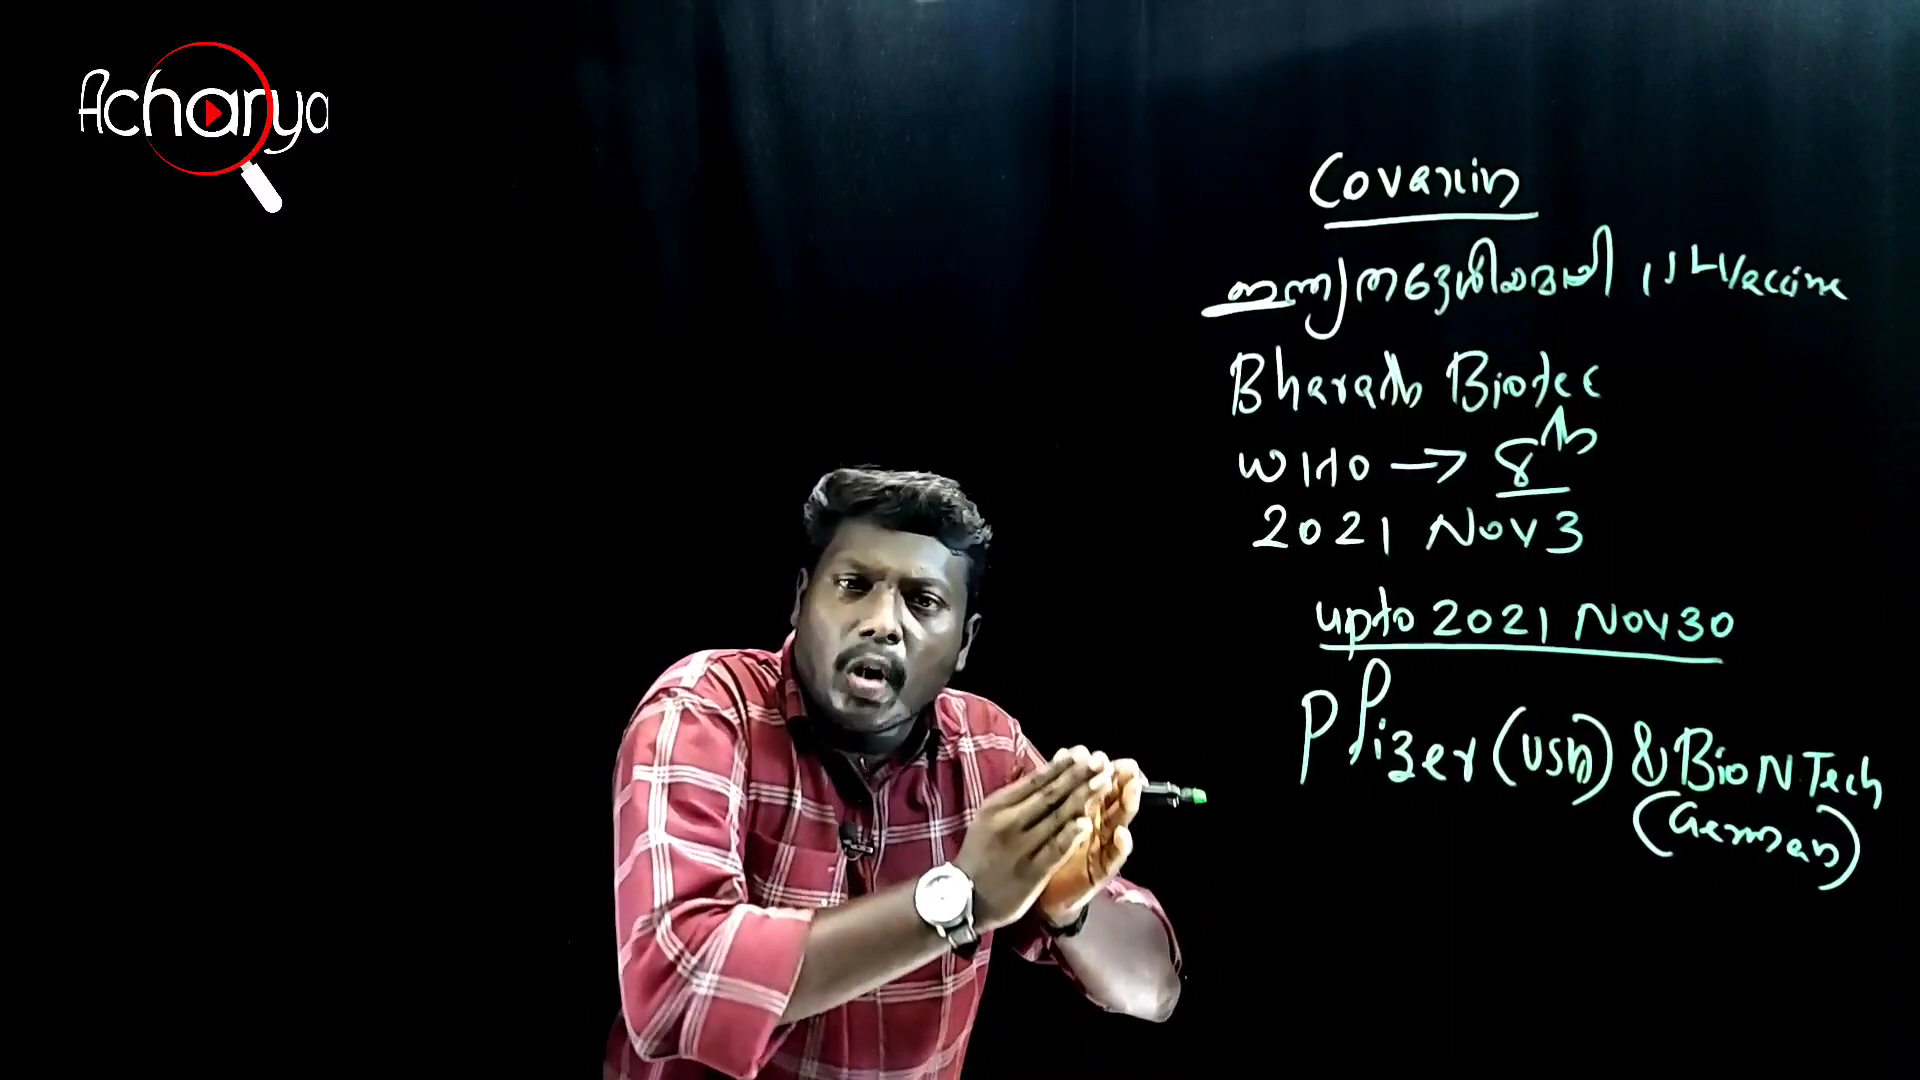 Acharya
Covaxin
ഇന്ത്യ തദ്ദേശീയമായി 1st Vaccine
Bharath Biotec
WHO → 8th
2021 Nov 3
upto 2021 Nov 30
Pfizer (USA) & BioNTech
(German)